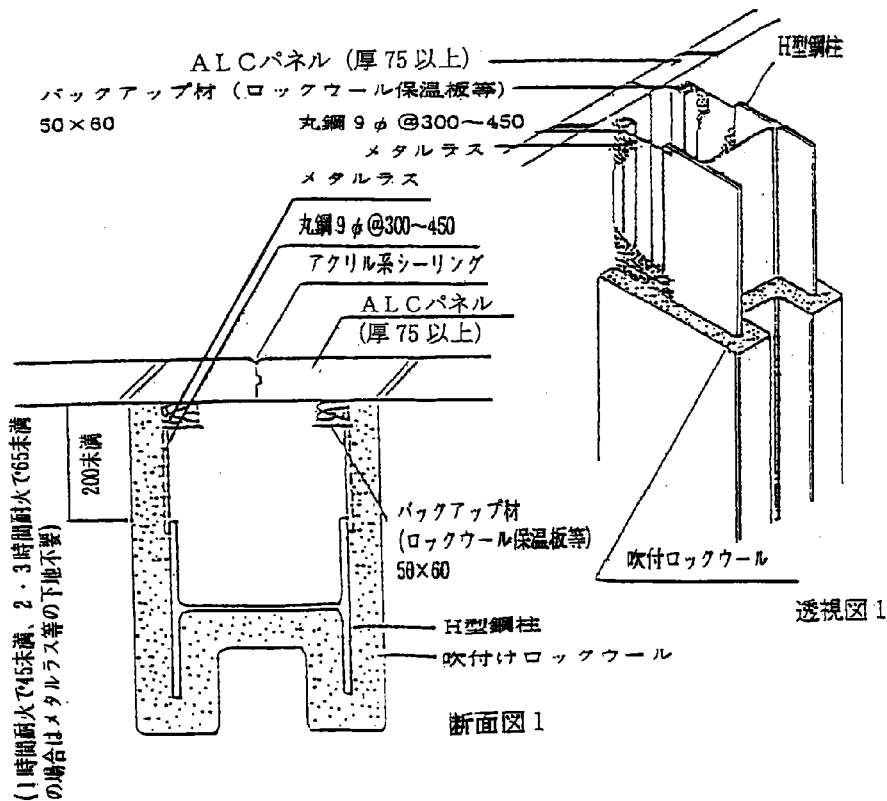 ALCパネル (厚75以上)
H型鋼柱
バックアップ材 (ロックウール保温板等)
50×60
丸鋼9φ @300~450
メタルラス
メタルラス
丸鋼9φ@300~450
アクリル系シーリング
ALCパネル
(厚75以上)
200未満
(1時間耐火で45未満、2・3時間耐火で65未満
の場合はメタルラス等の下地不要)
バックアップ材
(ロックウール保温板等)
50×60
吹付ロックウール
透視図1
H型鋼柱
吹付けロックウール
断面図1